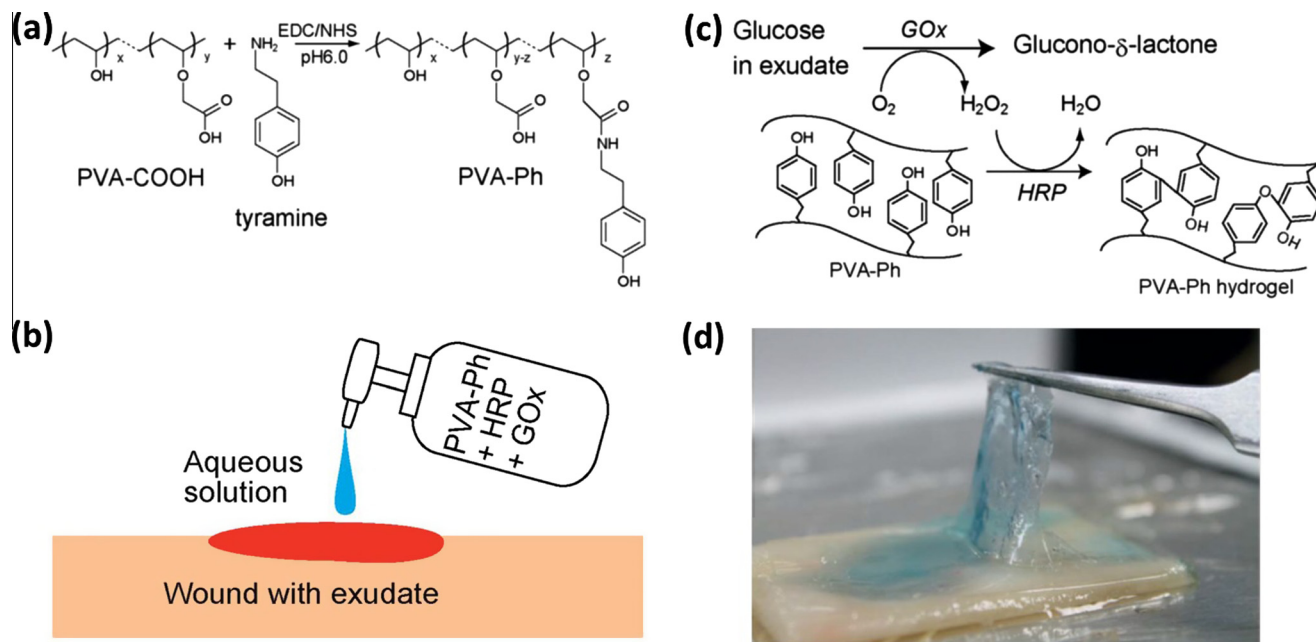 (a)
OH
x
O
O
OH
y
PVA-COOH
+
NH2
OH
tyramine
EDC/NHS
pH6.0
OH
x
O
O
OH
y-z
O
O
NH
OH
z
PVA-Ph
(b)
Aqueous
solution
PVA-Ph
+ HRP
+ GOx
Wound with exudate
(c)
Glucose
in exudate
GOx
Glucono-δ-lactone
O2
H2O2
H2O
OH
OH
OH
OH
PVA-Ph
HRP
OH
OH
O
OH
PVA-Ph hydrogel
(d)